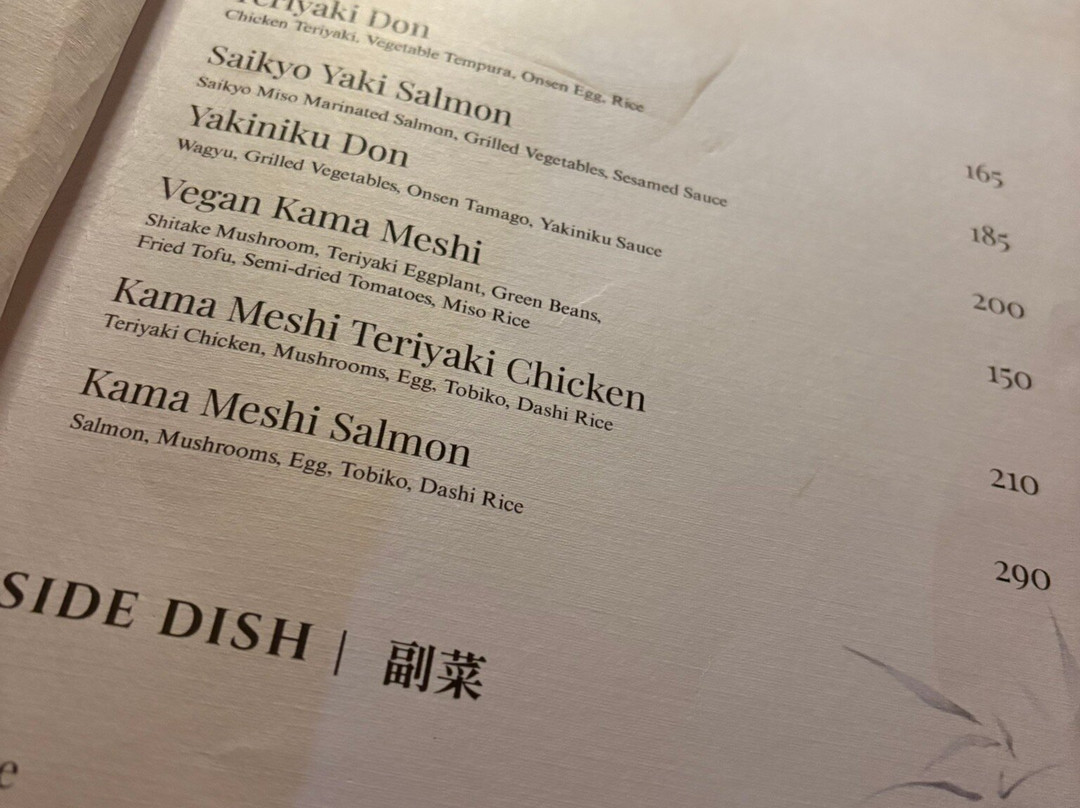 Teriyaki Don 165
Chicken Teriyaki, Vegetable Tempura, Onsen Egg, Rice
Saikyo Yaki Salmon 185
Saikyo Miso Marinated Salmon, Grilled Vegetables, Sesamed Sauce
Yakiniku Don 200
Wagyu, Grilled Vegetables, Onsen Tamago, Yakiniku Sauce
Vegan Kama Meshi 150
Shitake Mushroom, Teriyaki Eggplant, Green Beans,
Fried Tofu, Semi-dried Tomatoes, Miso Rice
Kama Meshi Teriyaki Chicken 210
Teriyaki Chicken, Mushrooms, Egg, Tobiko, Dashi Rice
Kama Meshi Salmon 290
Salmon, Mushrooms, Egg, Tobiko, Dashi Rice
SIDE DISH | 副菜